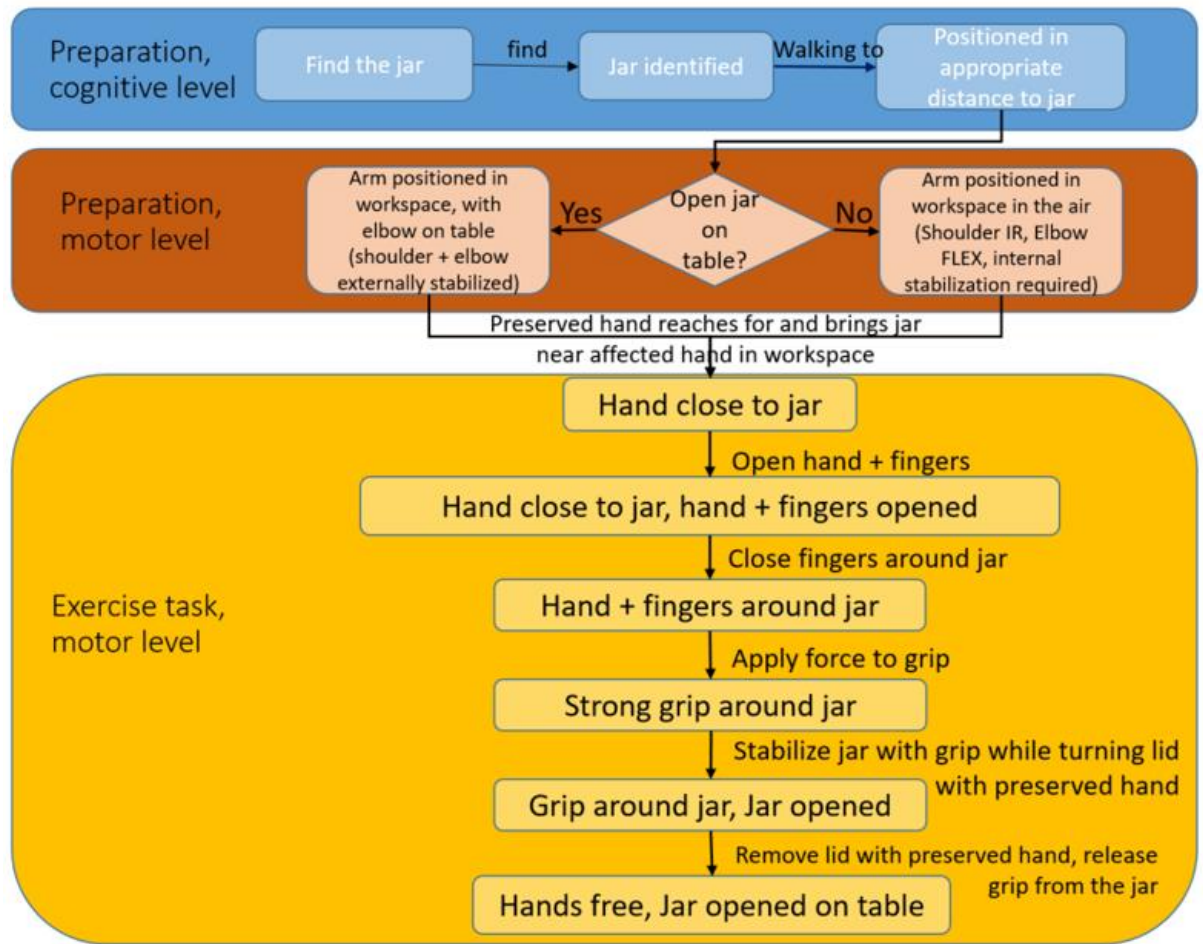 Preparation,
cognitive level
Find the jar
find
Jar identified
Walking to
Positioned in
appropriate
distance to jar
Preparation,
motor level
Arm positioned in
workspace, with
elbow on table
(shoulder + elbow
externally stabilized)
Yes
Open jar
on
table?
No
Arm positioned in
workspace in the air
(Shoulder IR, Elbow
FLEX, internal
stabilization required)
Preserved hand reaches for and brings jar
near affected hand in workspace
Exercise task,
motor level
Hand close to jar
Open hand + fingers
Hand close to jar, hand + fingers opened
Close fingers around jar
Hand + fingers around jar
Apply force to grip
Strong grip around jar
Stabilize jar with grip while turning lid
with preserved hand
Grip around jar, Jar opened
Remove lid with preserved hand, release
grip from the jar
Hands free, Jar opened on table